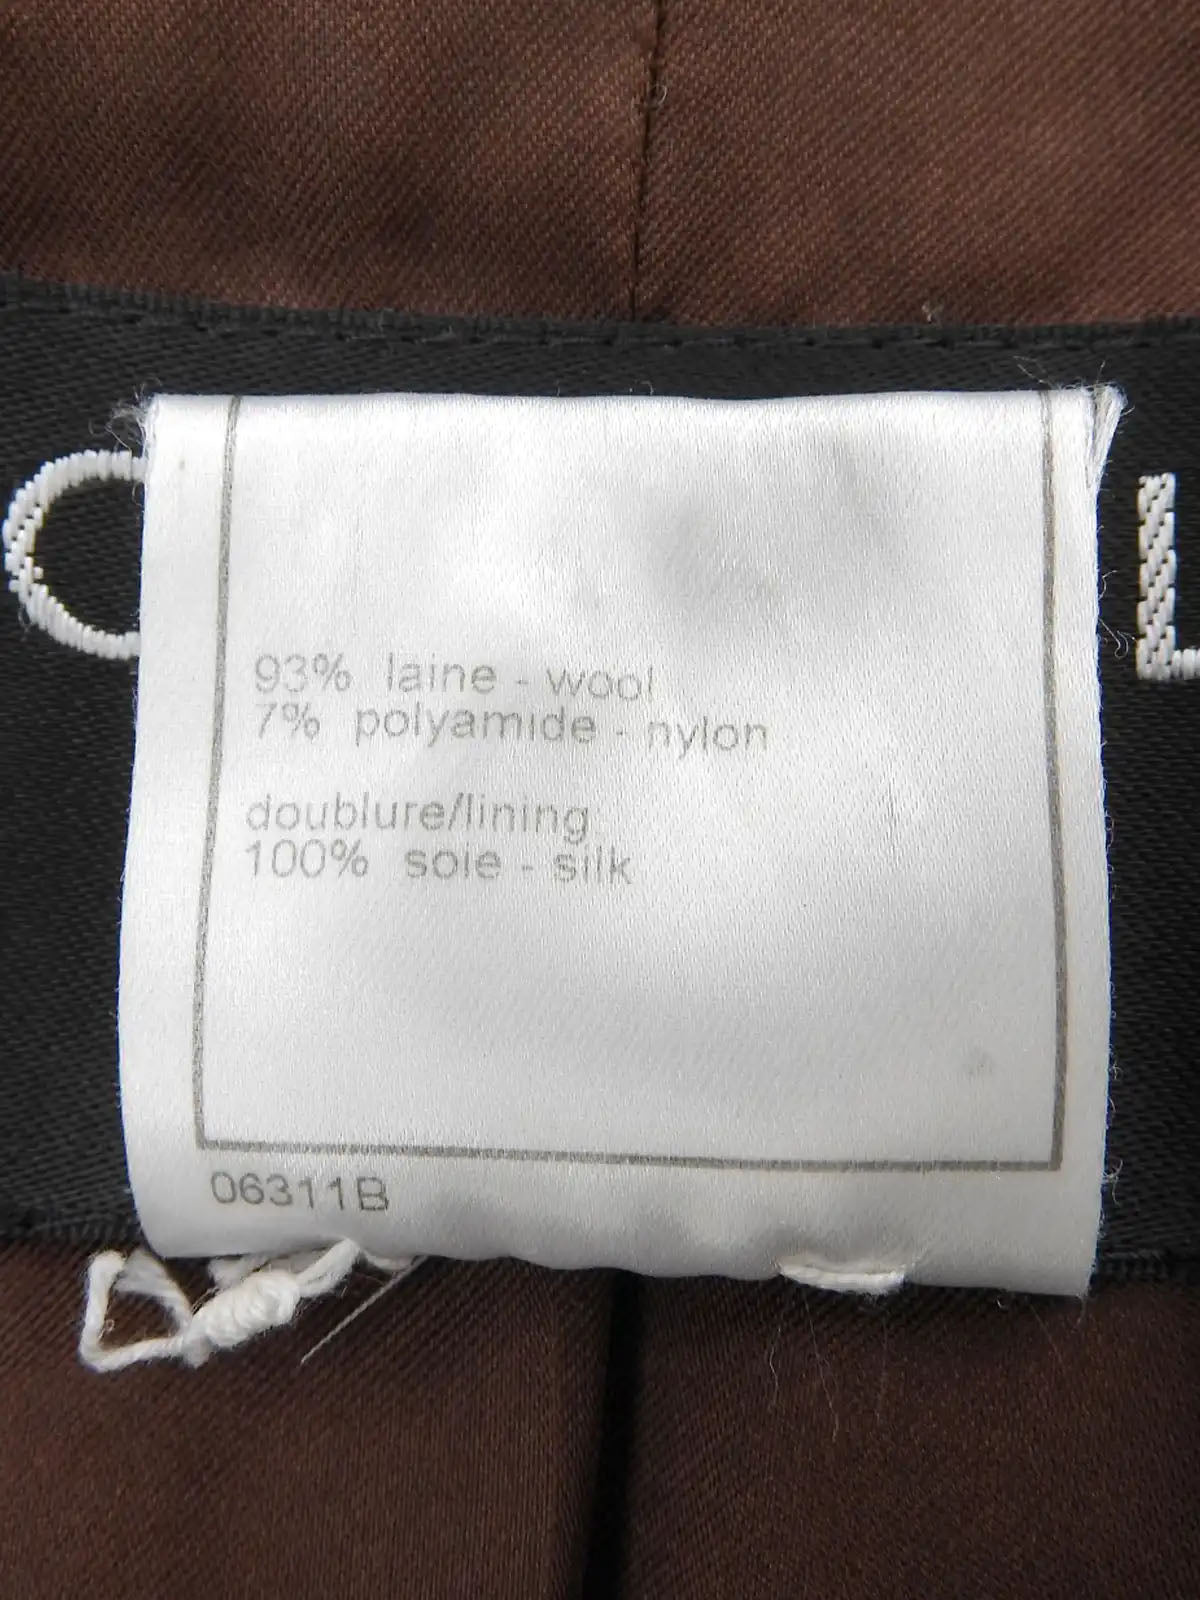 C L
93% laine - wool
7% polyamide - nylon
doublure/lining:
100% soie - silk
06311B